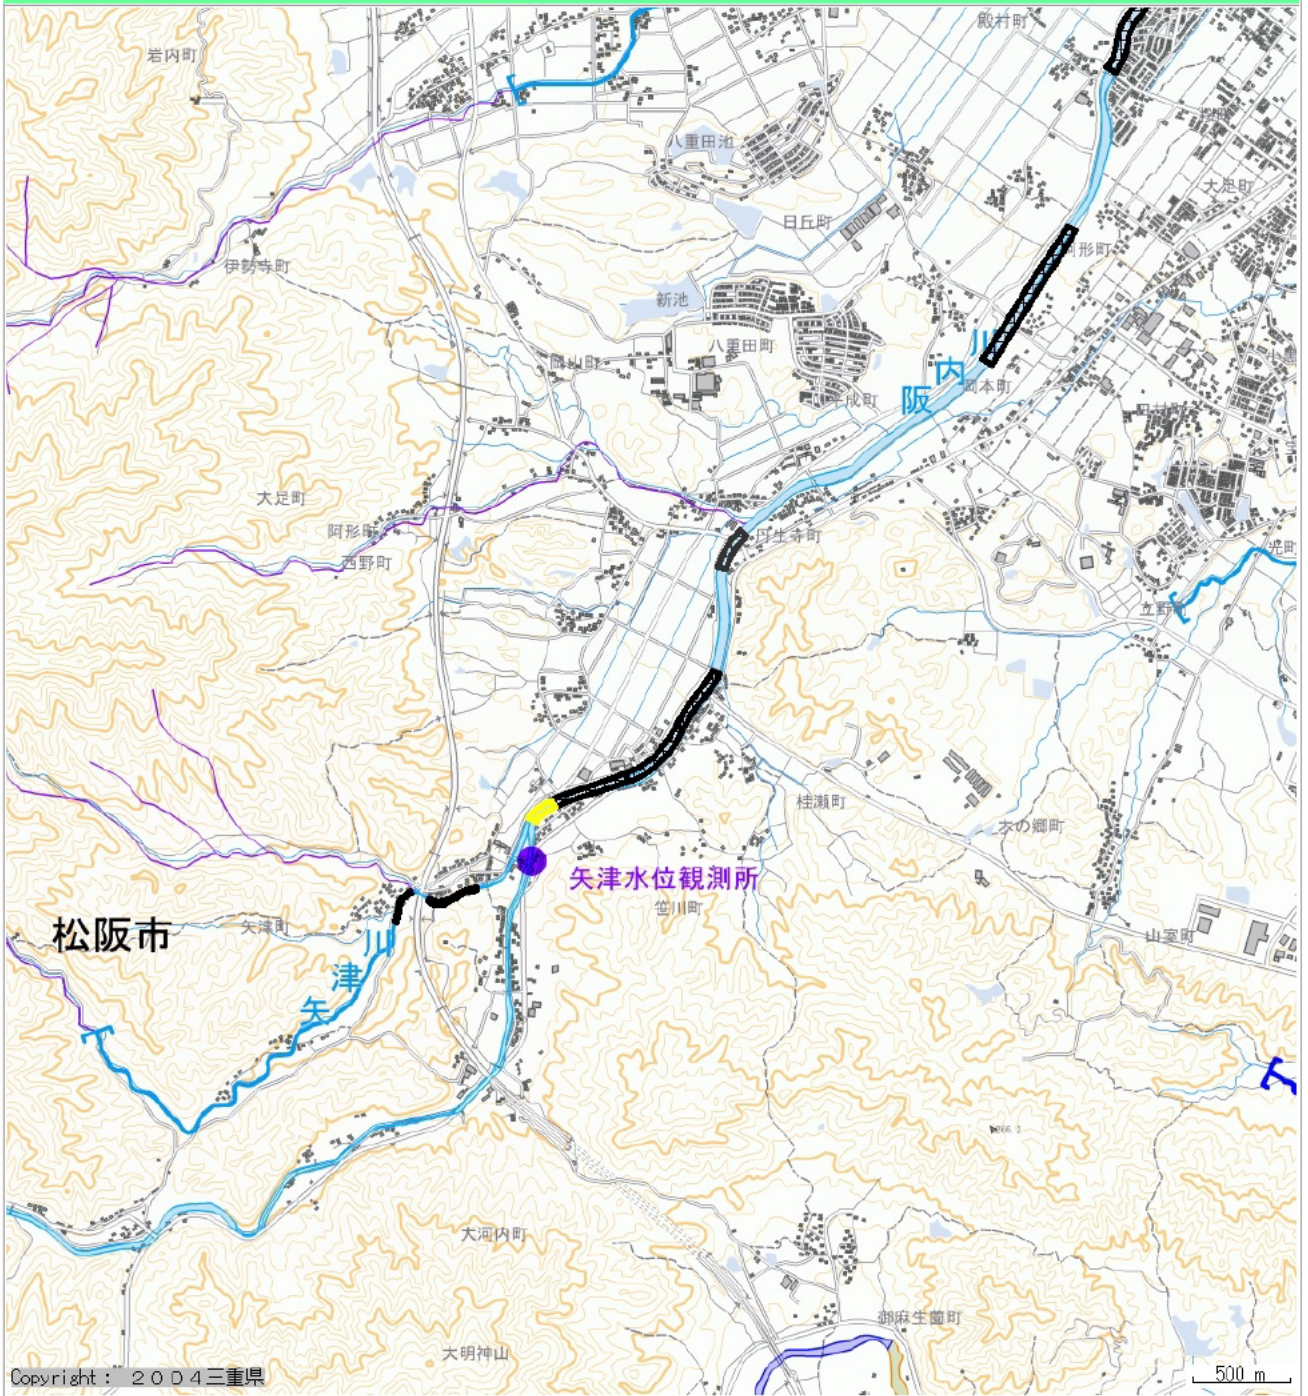 殿村町
岩内町
八重田池
大足町
日丘町
阿形町
伊勢寺町
新池
八重田町
岡山町
阪内川
岡本町
大足町
阿形町
丹生寺町
西野町
光町
立野町
桂瀬町
木の郷町
矢津水位観測所
笹川町
松阪市
矢津町
矢津川
山室町
大河内町
御麻生薗町
大明神山
Copyright： ２００４三重県
500 m